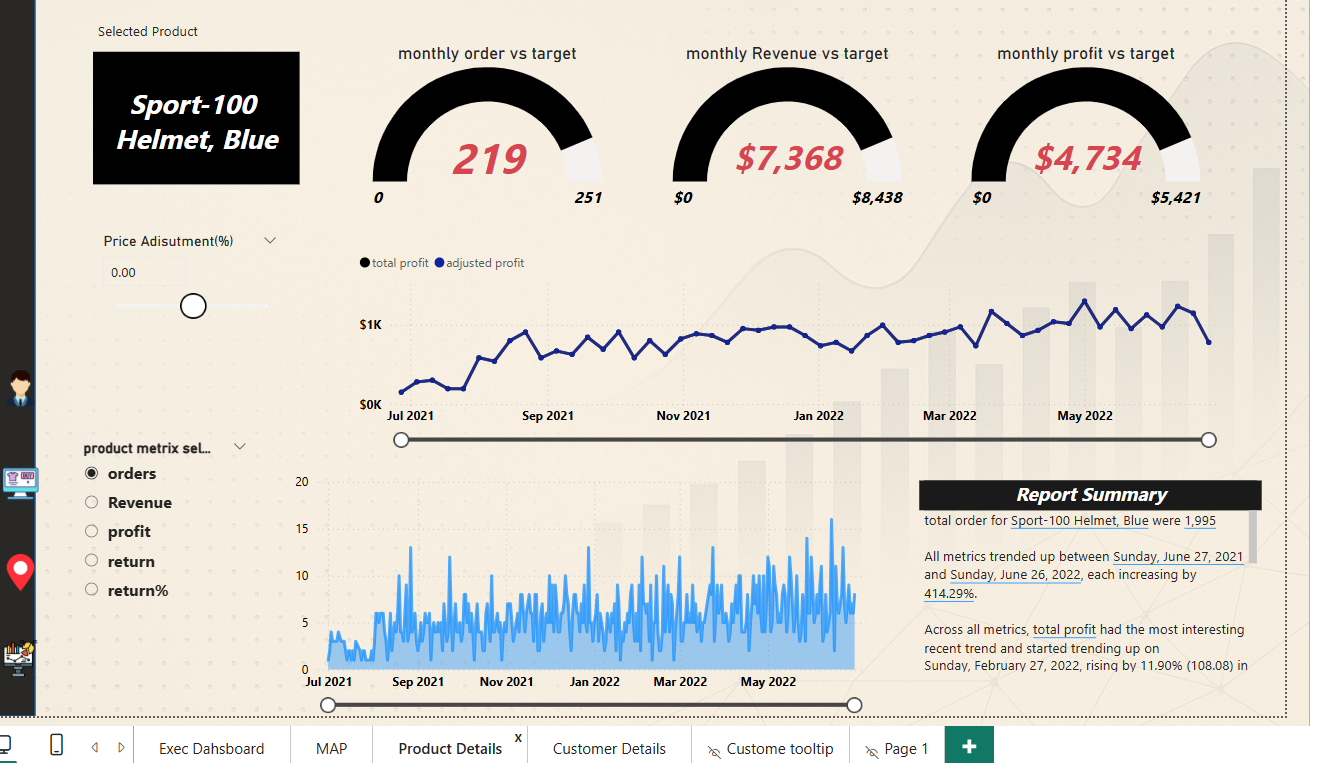 Selected Product
Sport-100
Helmet, Blue
monthly order vs target
219
0
251
monthly Revenue vs target
$7,368
$0
$8,438
monthly profit vs target
$4,734
$0
$5,421
Price Adisutment(%)
0.00
total profit
adjusted profit
$1K
$0K
Jul 2021
Sep 2021
Nov 2021
Jan 2022
Mar 2022
May 2022
product metrix sel...
orders
Revenue
profit
return
return%
20
15
10
5
0
Jul 2021
Sep 2021
Nov 2021
Jan 2022
Mar 2022
May 2022
Report Summary
total order for Sport-100 Helmet, Blue were 1,995
All metrics trended up between Sunday, June 27, 2021
and Sunday, June 26, 2022, each increasing by
414.29%.
Across all metrics, total profit had the most interesting
recent trend and started trending up on
Sunday, February 27, 2022, rising by 11.90% (108.08) in
Exec Dahsboard
MAP
Product Details
x
Customer Details
Custome tooltip
Page 1
+